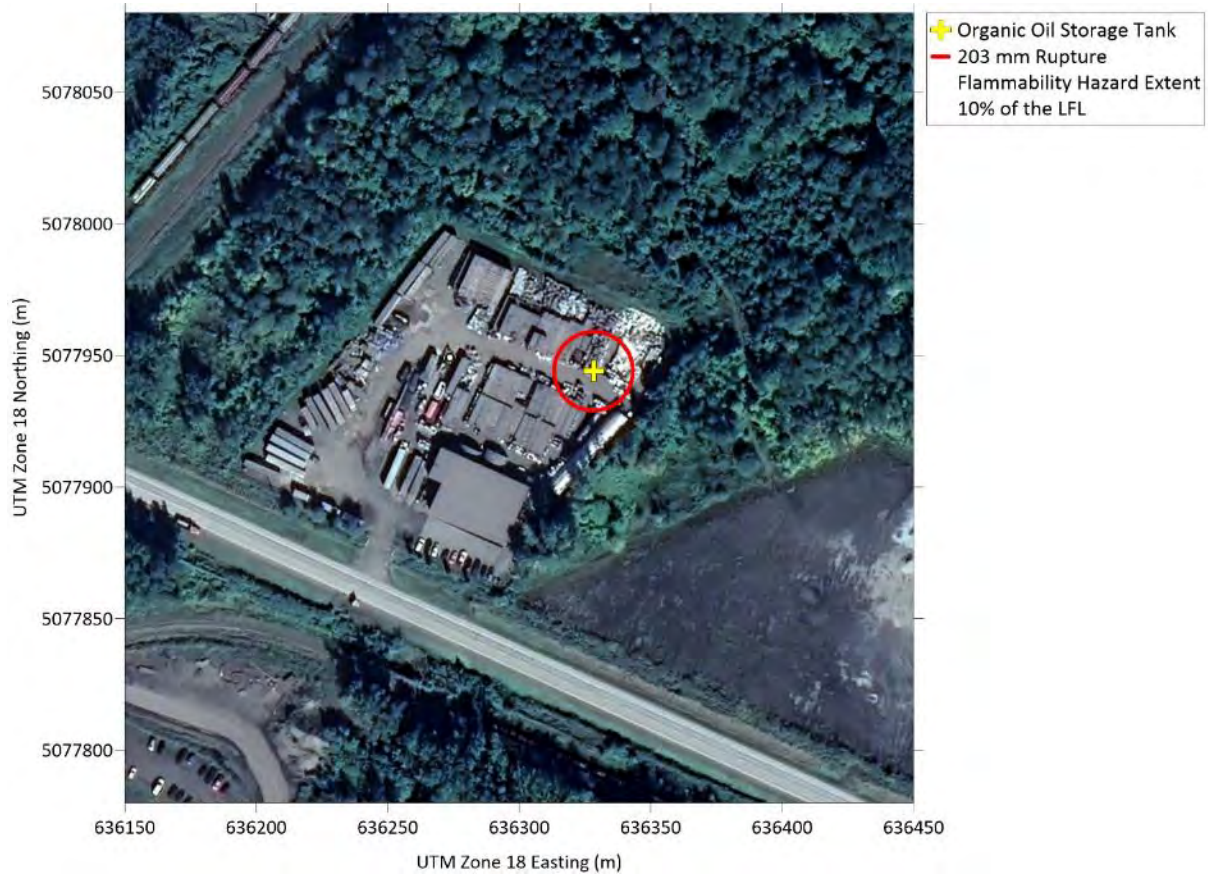 Organic Oil Storage Tank
203 mm Rupture
Flammability Hazard Extent
10% of the LFL
5078050
5078000
5077950
5077900
5077850
5077800
UTM Zone 18 Northing (m)
636150 636200 636250 636300 636350 636400 636450
UTM Zone 18 Easting (m)